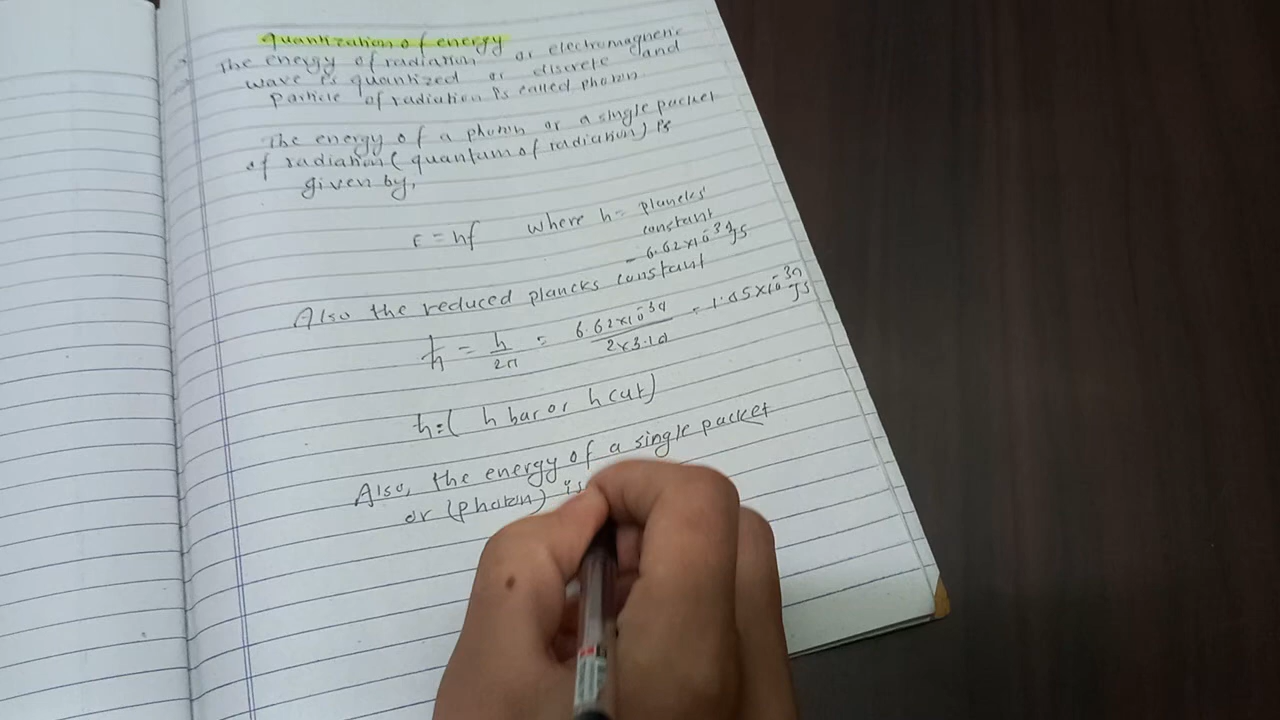 quantization of energy
The energy of radiation or electromagnetic
wave is quantized or discrete and
particle of radiation is called photon.
The energy of a photon or a single packet
of radiation (quantum of radiation) is
given by,
E = hf where h = plancks'
constant
= 6.62×10⁻³⁴JS
Also the reduced plancks constant
ħ = h/2π = 6.62×10⁻³⁴/2×3.14 = 1.05×10⁻³⁴ JS
ħ = ( h bar or h cut)
Also, the energy of a single packet
or (photon) is